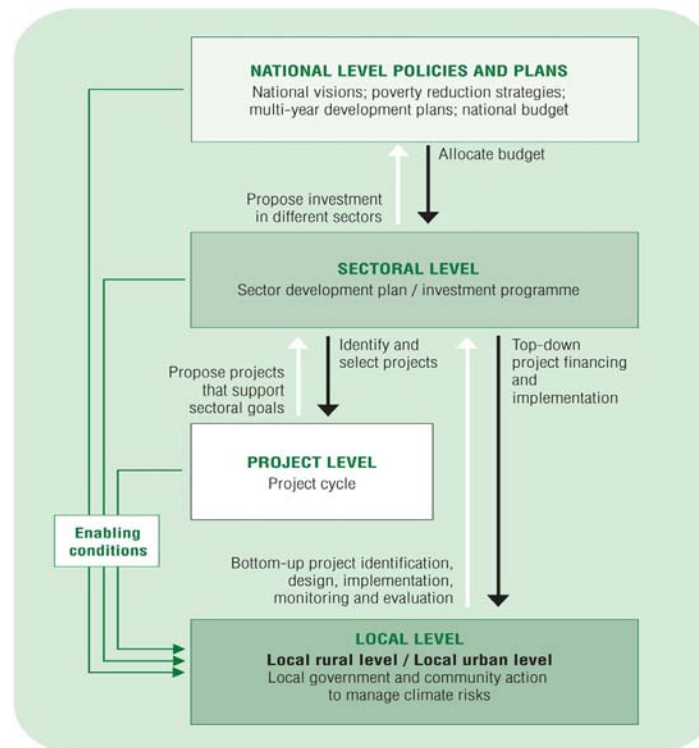 NATIONAL LEVEL POLICIES AND PLANS
National visions; poverty reduction strategies;
multi-year development plans; national budget
Allocate budget
Propose investment
in different sectors
SECTORAL LEVEL
Sector development plan / investment programme
Identify and
select projects
Propose projects
that support
sectoral goals
Top-down
project financing
and
implementation
PROJECT LEVEL
Project cycle
Enabling
conditions
Bottom-up project identification,
design, implementation,
monitoring and evaluation
LOCAL LEVEL
Local rural level / Local urban level
Local government and community action
to manage climate risks